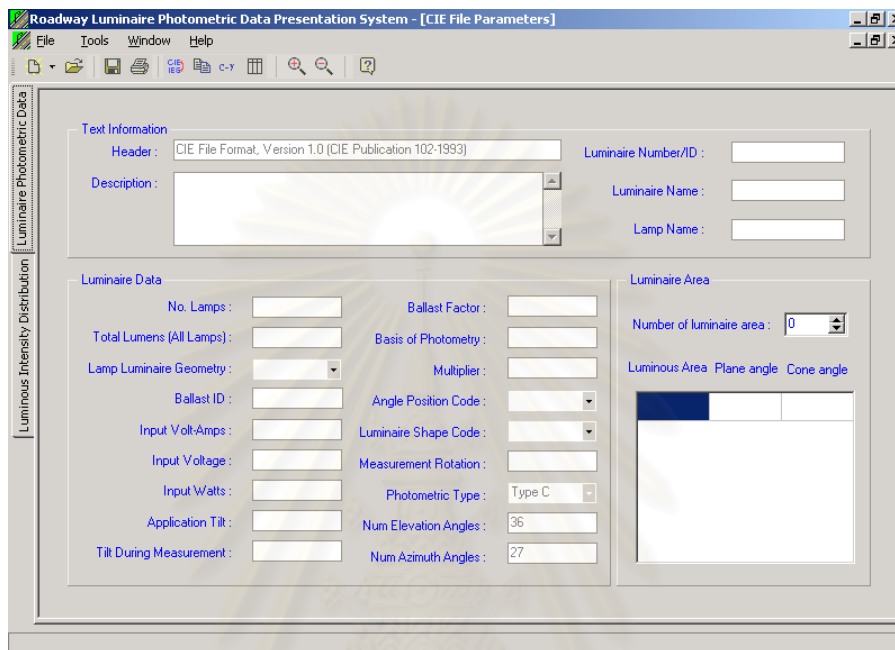 Roadway Luminaire Photometric Data Presentation System - [CIE File Parameters]
File Tools Window Help
CIE IES C-γ
Luminaire Photometric Data
Luminous Intensity Distribution
Text Information
Header : CIE File Format, Version 1.0 (CIE Publication 102-1993)
Description :
Luminaire Number/ID :
Luminaire Name :
Lamp Name :
Luminaire Data
No. Lamps :
Total Lumens (All Lamps) :
Lamp Luminaire Geometry :
Ballast ID :
Input Volt-Amps :
Input Voltage :
Input Watts :
Application Tilt :
Tilt During Measurement :
Ballast Factor :
Basis of Photometry :
Multiplier :
Angle Position Code :
Luminaire Shape Code :
Measurement Rotation :
Photometric Type : Type C
Num Elevation Angles : 36
Num Azimuth Angles : 27
Luminaire Area
Number of luminaire area : 0
Luminous Area Plane angle Cone angle